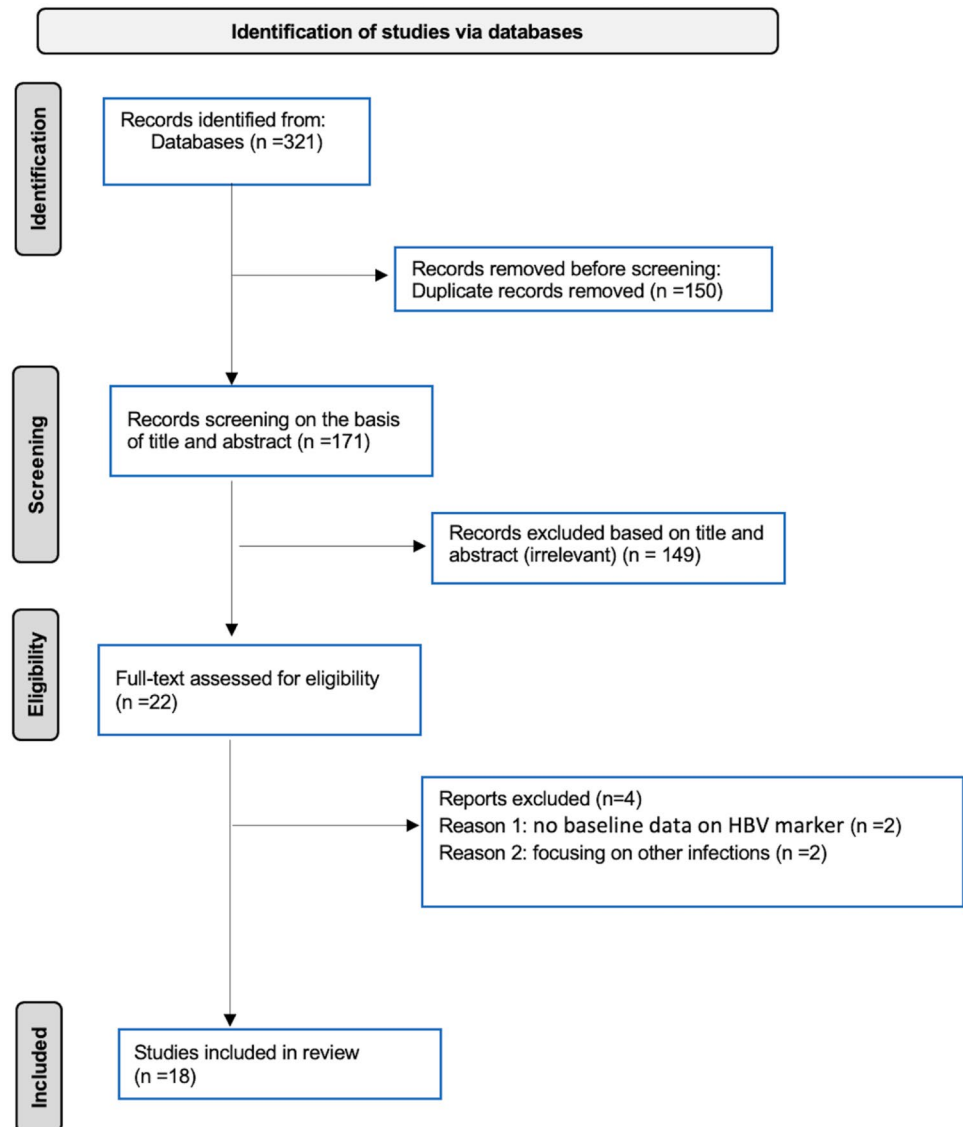 Identification of studies via databases
Identification
Records identified from:
Databases (n =321)
Records removed before screening:
Duplicate records removed (n =150)
Screening
Records screening on the basis
of title and abstract (n =171)
Records excluded based on title and
abstract (irrelevant) (n = 149)
Eligibility
Full-text assessed for eligibility
(n =22)
Reports excluded (n=4)
Reason 1: no baseline data on HBV marker (n =2)
Reason 2: focusing on other infections (n =2)
Included
Studies included in review
(n =18)